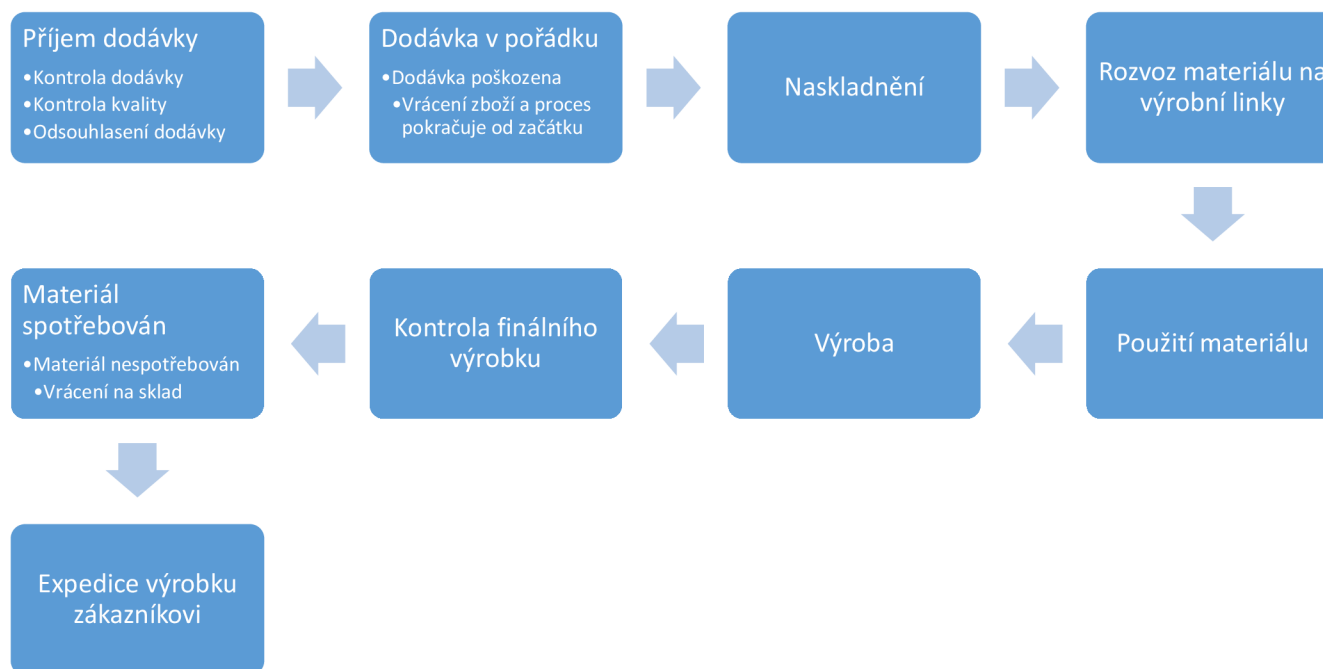 Příjem dodávky
•Kontrola dodávky
•Kontrola kvality
•Odsouhlasení dodávky
Dodávka v pořádku
•Dodávka poškozena
•Vrácení zboží a proces
pokračuje od začátku
Naskladnění
Rozvoz materiálu na
výrobní linky
Použití materiálu
Výroba
Kontrola finálního
výrobku
Materiál
spotřebován
•Materiál nespotřebován
•Vrácení na sklad
Expedice výrobku
zákazníkovi